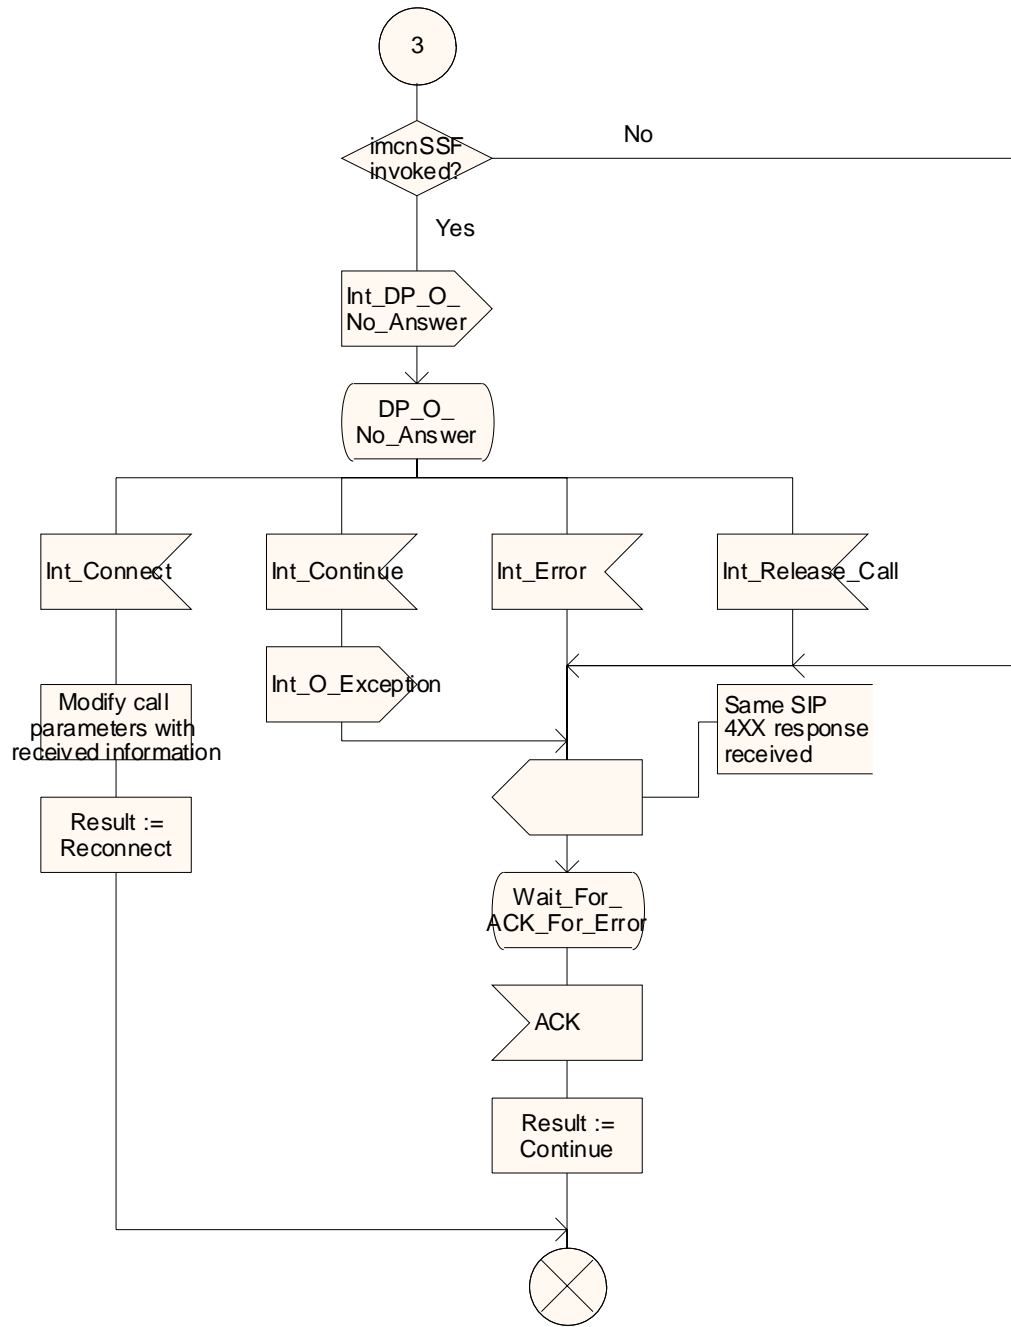 3
imcnSSF
invoked?
No
Yes
Int_DP_O_
No_Answer
DP_O_
No_Answer
Int_Connect
Int_Continue
Int_Error
Int_Release_Call
Int_O_Exception
Modify call
parameters with
received information
Same SIP
4XX response
received
Result :=
Reconnect
Wait_For_
ACK_For_Error
ACK
Result :=
Continue